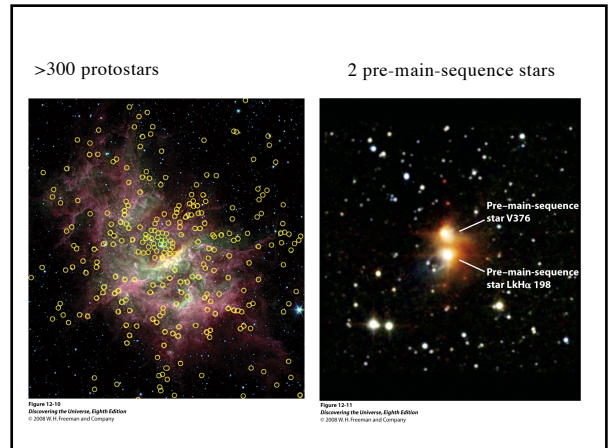 >300 protostars
2 pre-main-sequence stars
Pre–main-sequence
star V376
Pre–main-sequence
star LkHα 198
Figure 12-10
Discovering the Universe, Eighth Edition
© 2008 W. H. Freeman and Company
Figure 12-11
Discovering the Universe, Eighth Edition
© 2008 W. H. Freeman and Company